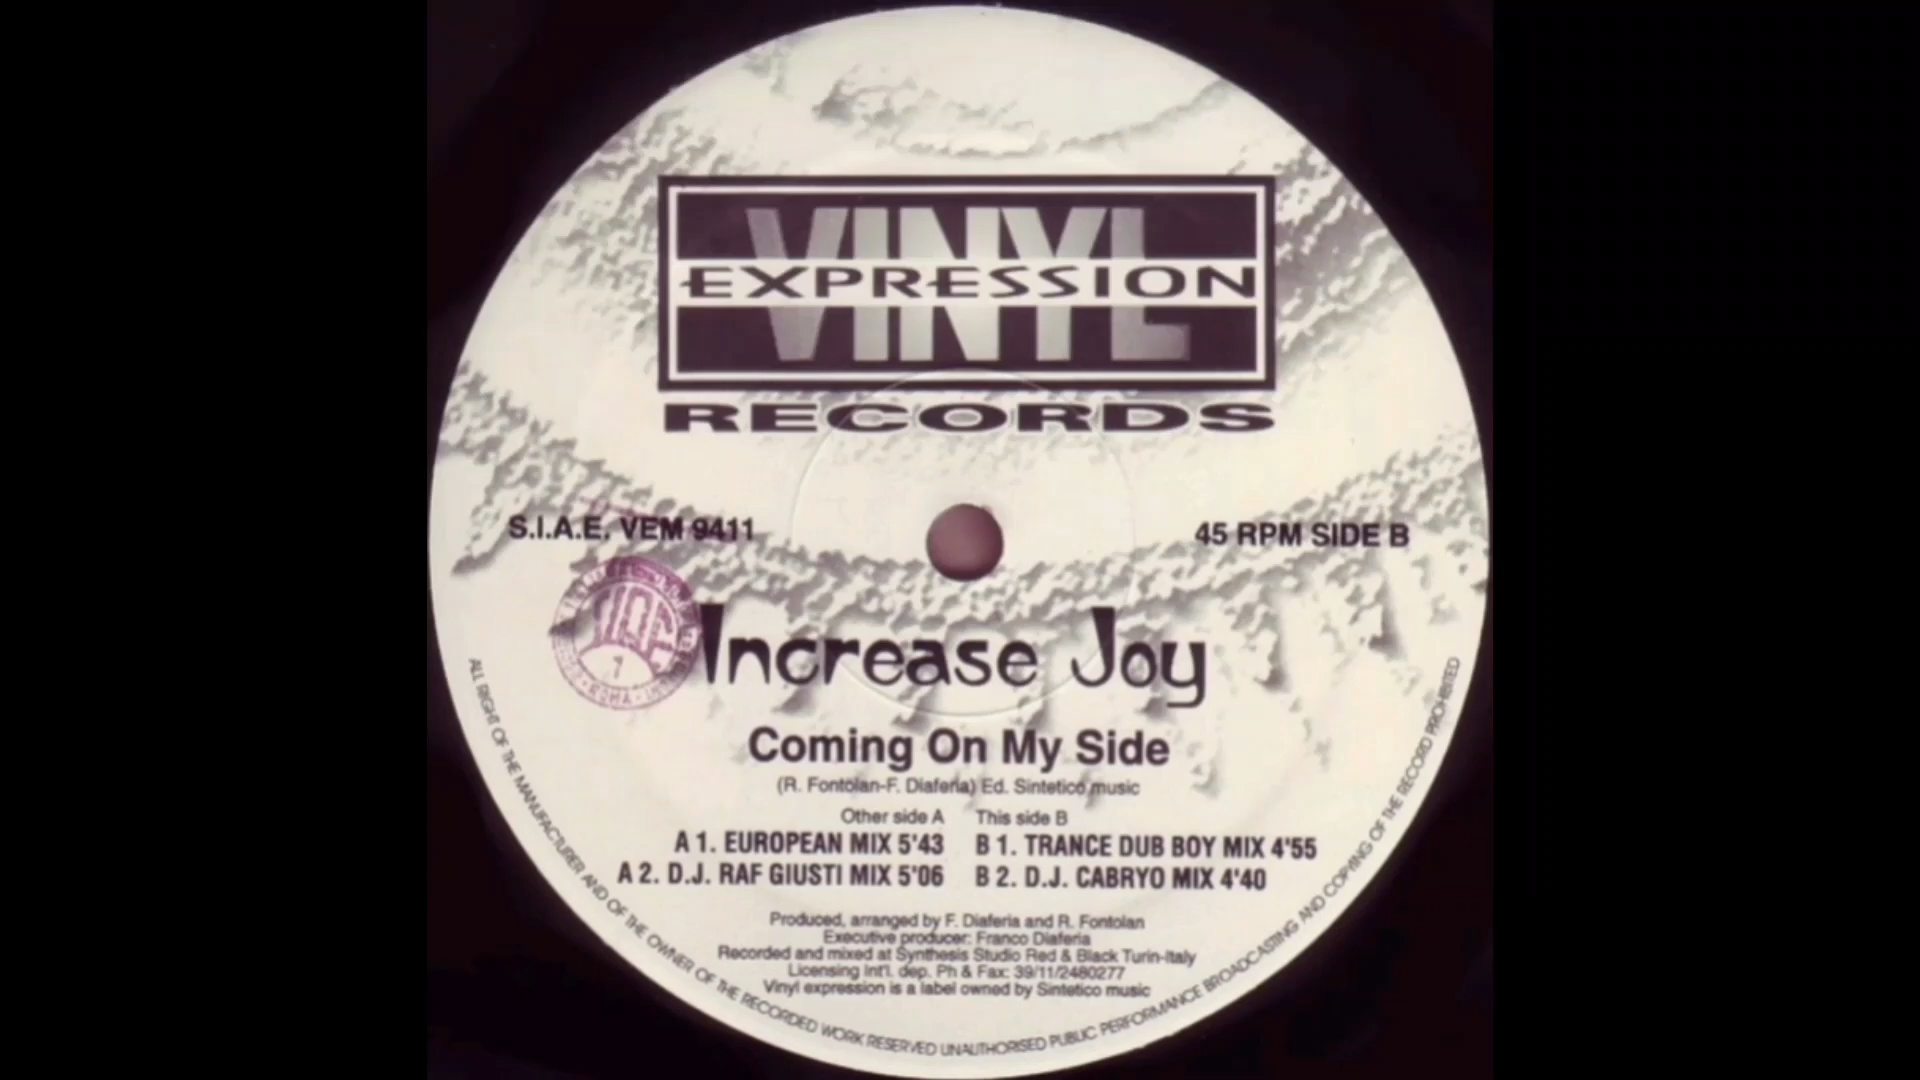 VINYL
EXPRESSION
RECORDS
S.I.A.E. VEM 9411
45 RPM SIDE B
Increase Joy
Coming On My Side
(R. Fontolan-F. Diaferia) Ed. Sintetico music
Other side A
This side B
A 1. EUROPEAN MIX 5'43
B 1. TRANCE DUB BOY MIX 4'55
A 2. D.J. RAF GIUSTI MIX 5'06
B 2. D.J. CABRYO MIX 4'40
Produced, arranged by F. Diaferia and R. Fontolan
Executive producer: Franco Diaferia
Recorded and mixed at Synthesis Studio Red & Black Turin-Italy
Licensing Int'l. dep. Ph & Fax: 39/11/2480277
Vinyl expression is a label owned by Sintetico music
ALL RIGHT OF THE MANUFACTURER AND OF THE OWNER OF THE RECORDED WORK RESERVED UNAUTHORISED PUBLIC PERFORMANCE BROADCASTING AND COPYING OF THE RECORD PROHIBITED
7
ROMA